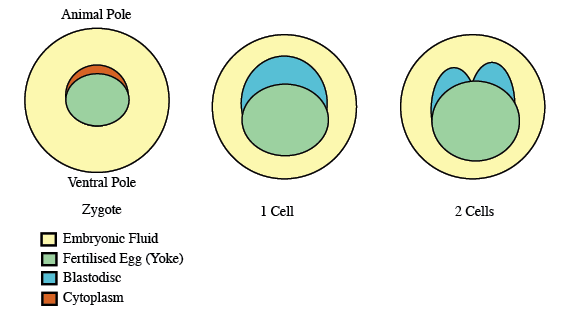 Animal Pole
Ventral Pole
Zygote
1 Cell
2 Cells
Embryonic Fluid
Fertilised Egg (Yoke)
Blastodisc
Cytoplasm